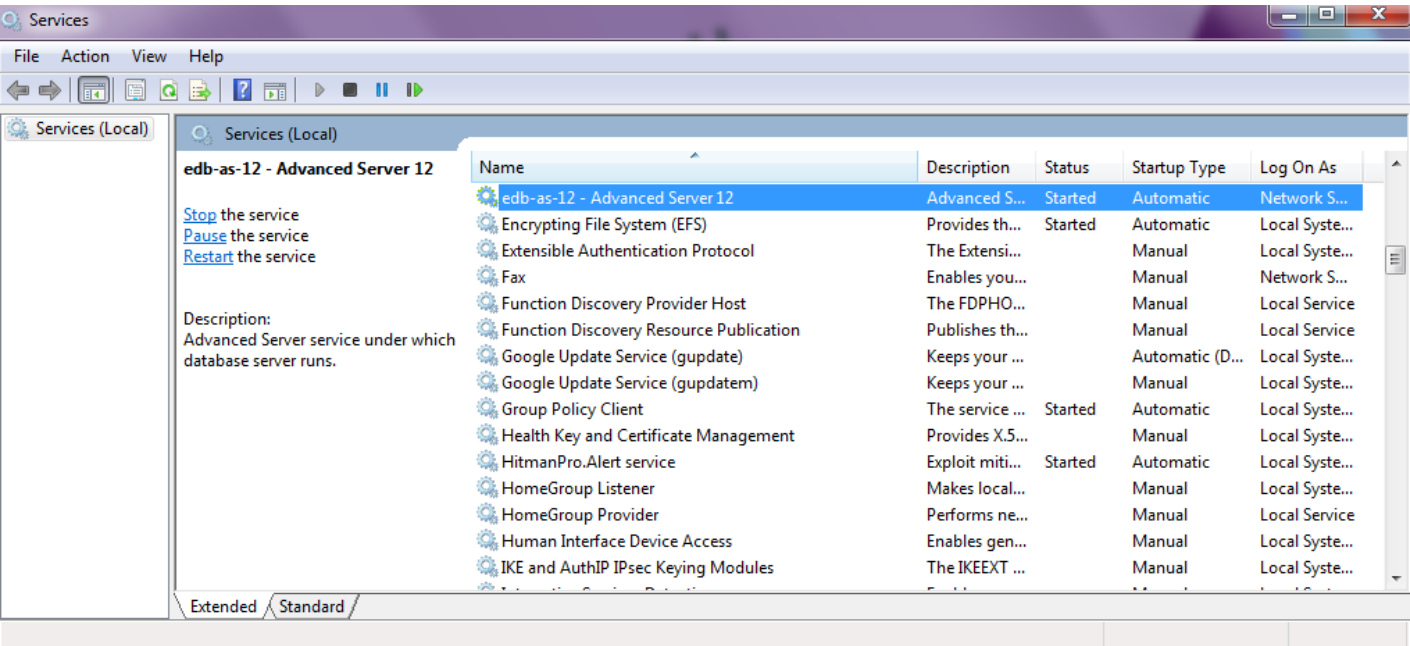 Services
File Action View Help
Services (Local)
Services (Local)
edb-as-12 - Advanced Server 12
Stop the service
Pause the service
Restart the service
Description:
Advanced Server service under which
database server runs.
Name Description Status Startup Type Log On As
edb-as-12 - Advanced Server 12 Advanced S... Started Automatic Network S...
Encrypting File System (EFS) Provides th... Started Automatic Local Syste...
Extensible Authentication Protocol The Extensi... Manual Local Syste...
Fax Enables you... Manual Network S...
Function Discovery Provider Host The FDPHO... Manual Local Service
Function Discovery Resource Publication Publishes th... Manual Local Service
Google Update Service (gupdate) Keeps your ... Automatic (D... Local Syste...
Google Update Service (gupdatem) Keeps your ... Manual Local Syste...
Group Policy Client The service ... Started Automatic Local Syste...
Health Key and Certificate Management Provides X.5... Manual Local Syste...
HitmanPro.Alert service Exploit miti... Started Automatic Local Syste...
HomeGroup Listener Makes local... Manual Local Syste...
HomeGroup Provider Performs ne... Manual Local Service
Human Interface Device Access Enables gen... Manual Local Syste...
IKE and AuthIP IPsec Keying Modules The IKEEXT ... Manual Local Syste...
Extended Standard